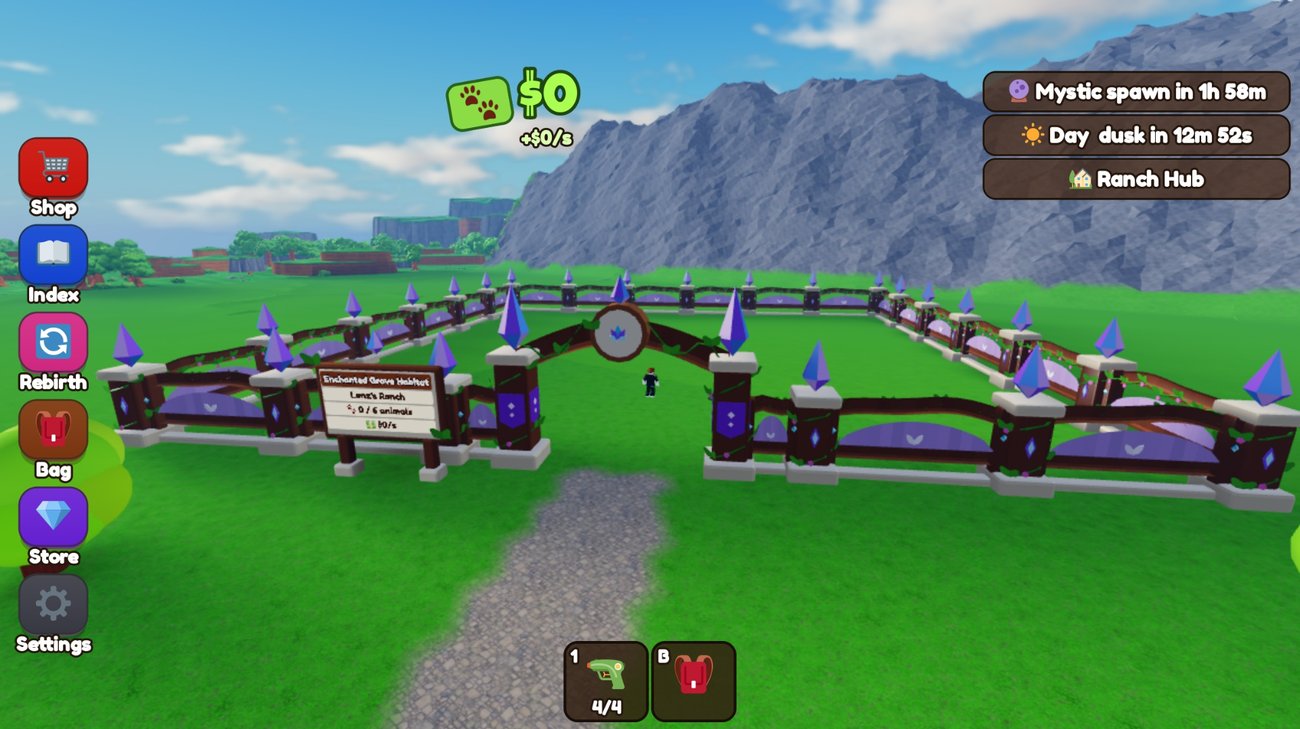 $0
+$0/s
Mystic spawn in 1h 58m
Day dusk in 12m 52s
Ranch Hub
Shop
Index
Rebirth
Bag
Store
Settings
Enchanted Grove Habitat
Lenz's Ranch
0 / 6 animals
$0/s
1
4/4
B